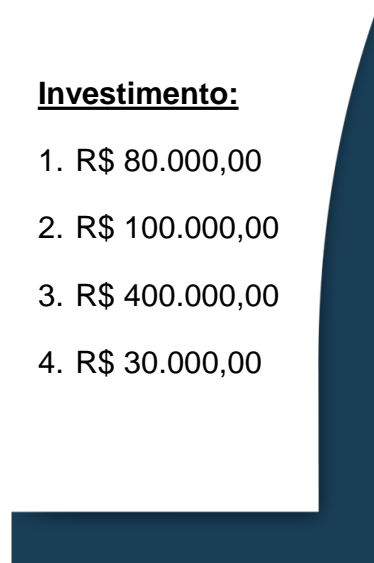 Investimento:
1. R$ 80.000,00
2. R$ 100.000,00
3. R$ 400.000,00
4. R$ 30.000,00